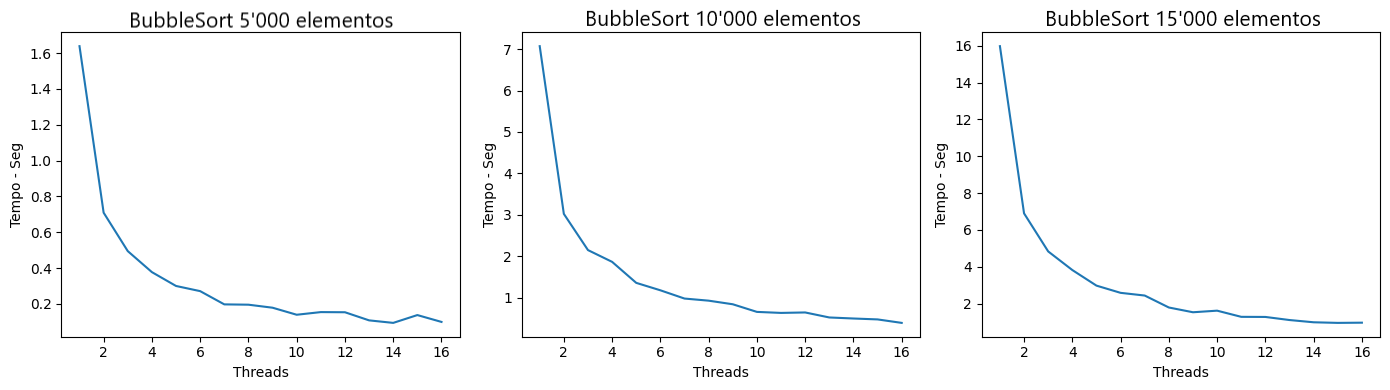 BubbleSort 5'000 elementos
1.6
1.4
1.2
1.0
0.8
0.6
0.4
0.2
Tempo - Seg
2 4 6 8 10 12 14 16
Threads
BubbleSort 10'000 elementos
7
6
5
4
3
2
1
Tempo - Seg
2 4 6 8 10 12 14 16
Threads
BubbleSort 15'000 elementos
16
14
12
10
8
6
4
2
Tempo - Seg
2 4 6 8 10 12 14 16
Threads